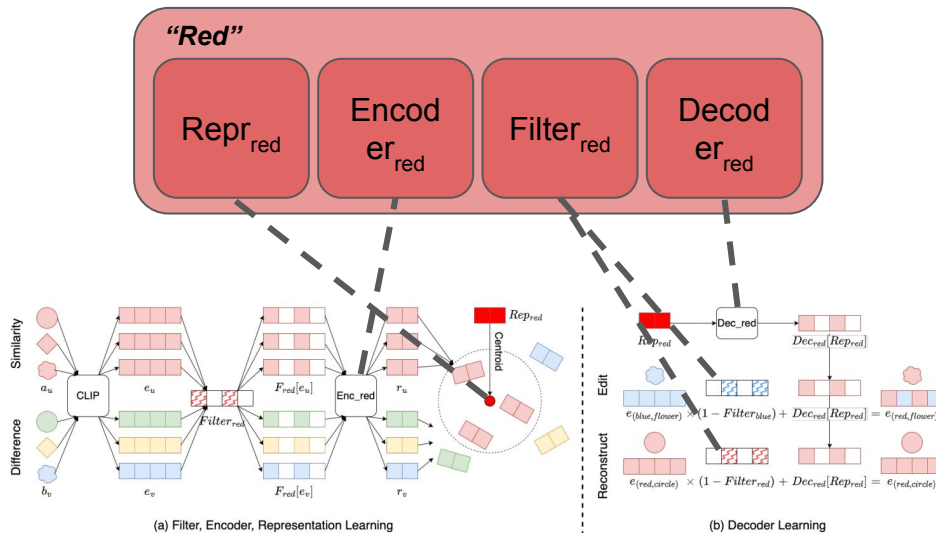 “Red”
Repr_red
Encod
er_red
Filter_red
Decod
er_red
Similarity
Difference
a_u
b_v
CLIP
e_u
e_v
Filter_red
F_red[e_u]
F_red[e_v]
Enc_red
r_u
r_v
Rep_red
Centroid
(a) Filter, Encoder, Representation Learning
Rep_red
Dec_red
Dec_red[Rep_red]
Edit
e_(blue,flower) × (1 − Filter_blue) + Dec_red[Rep_red] = e_(red,flower)
Reconstruct
e_(red,circle) × (1 − Filter_red) + Dec_red[Rep_red] = e_(red,circle)
(b) Decoder Learning